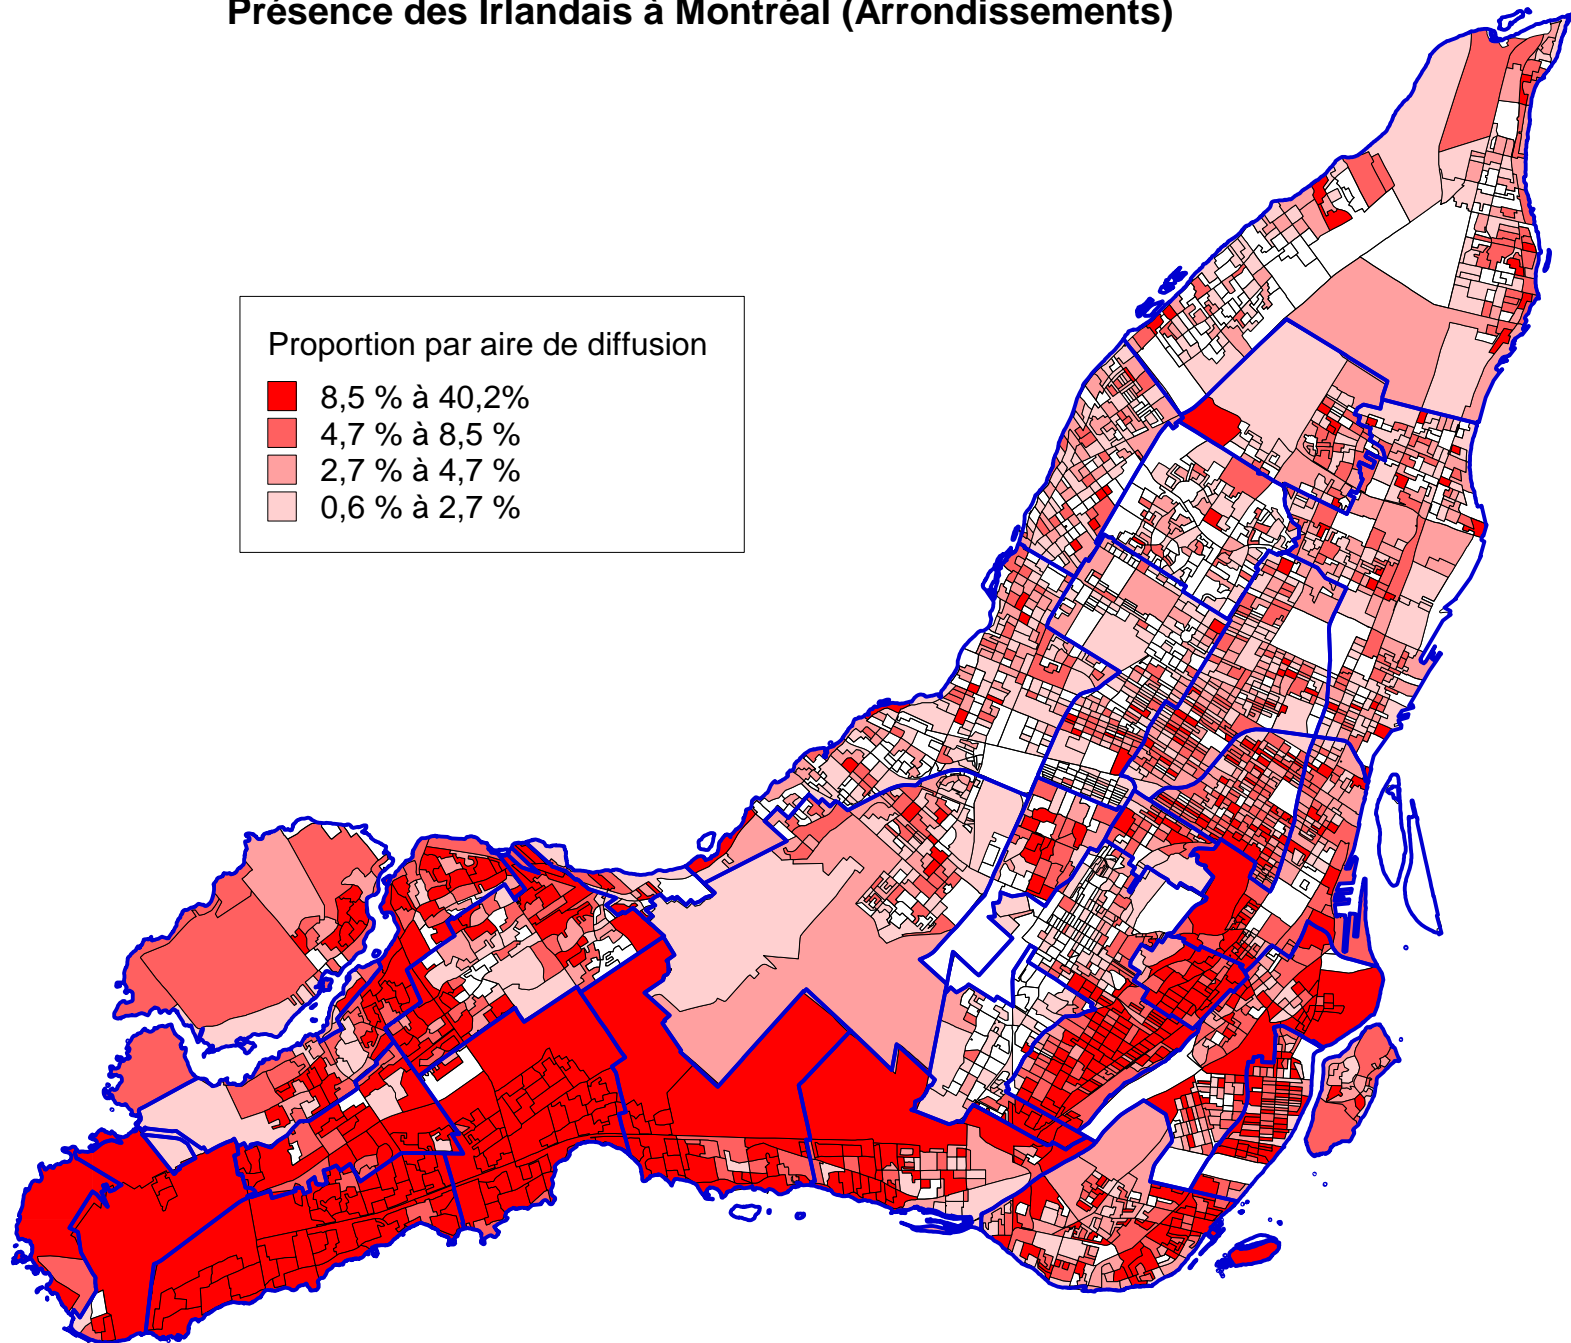 Présence des Irlandais à Montréal (Arrondissements)
Proportion par aire de diffusion
8,5 % à 40,2%
4,7 % à 8,5 %
2,7 % à 4,7 %
0,6 % à 2,7 %